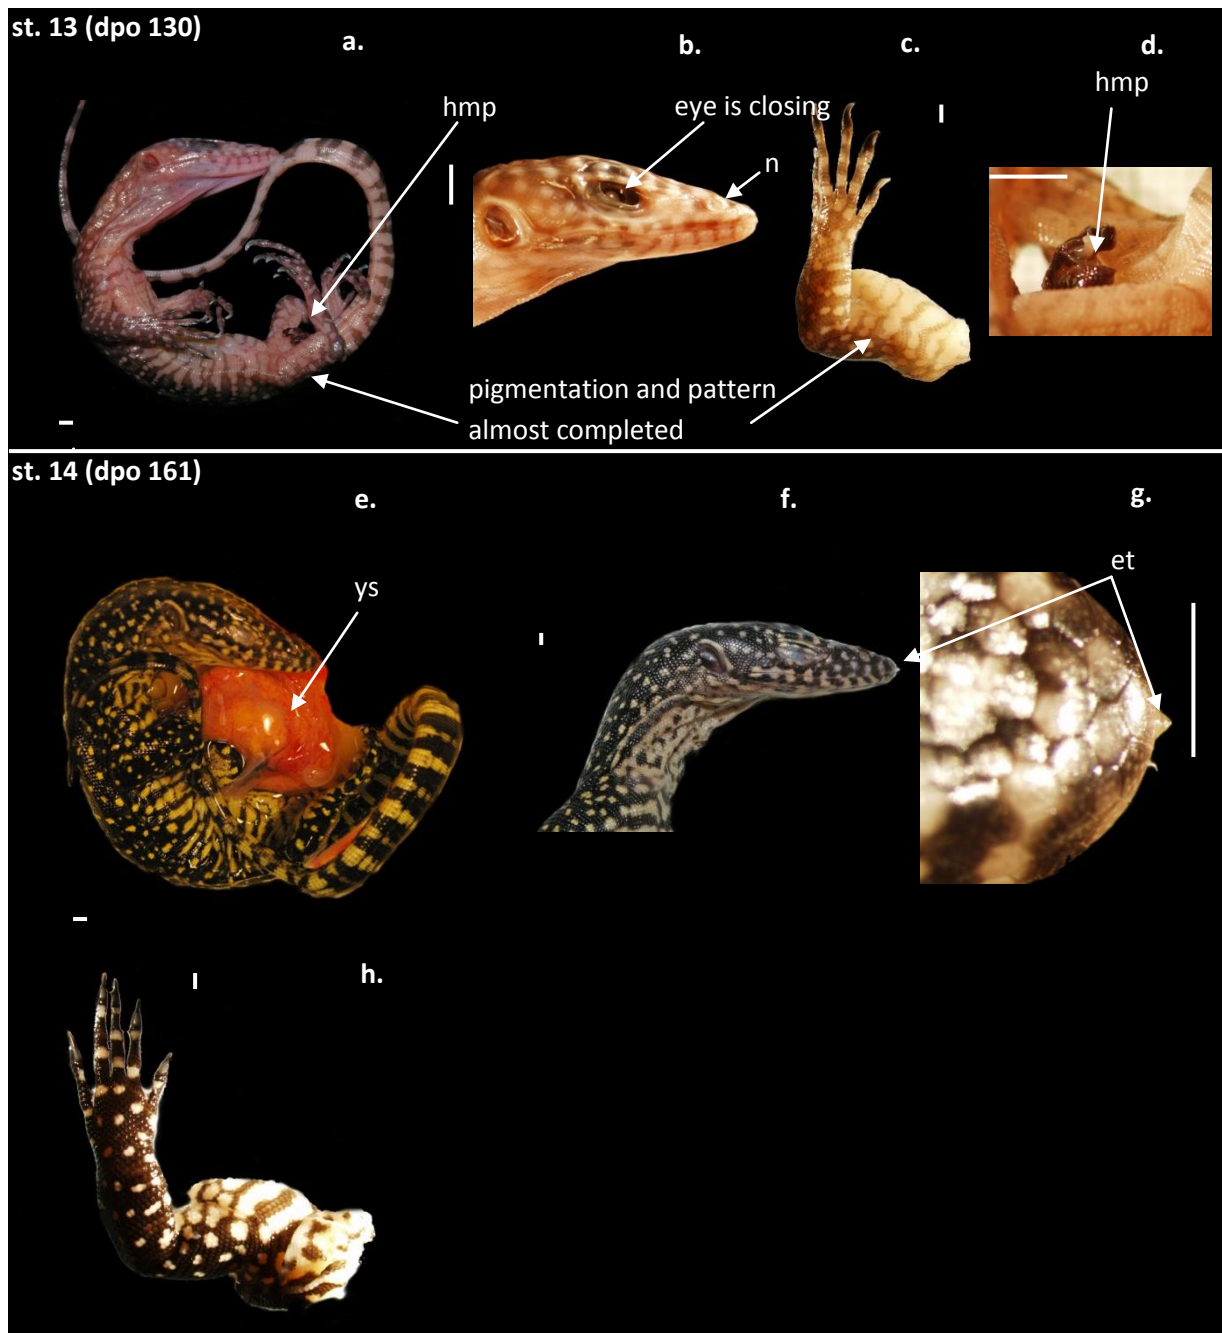 st. 13 (dpo 130)
a.
b.
c.
d.
hmp
eye is closing
n
hmp
pigmentation and pattern
almost completed
st. 14 (dpo 161)
e.
f.
g.
ys
et
h.